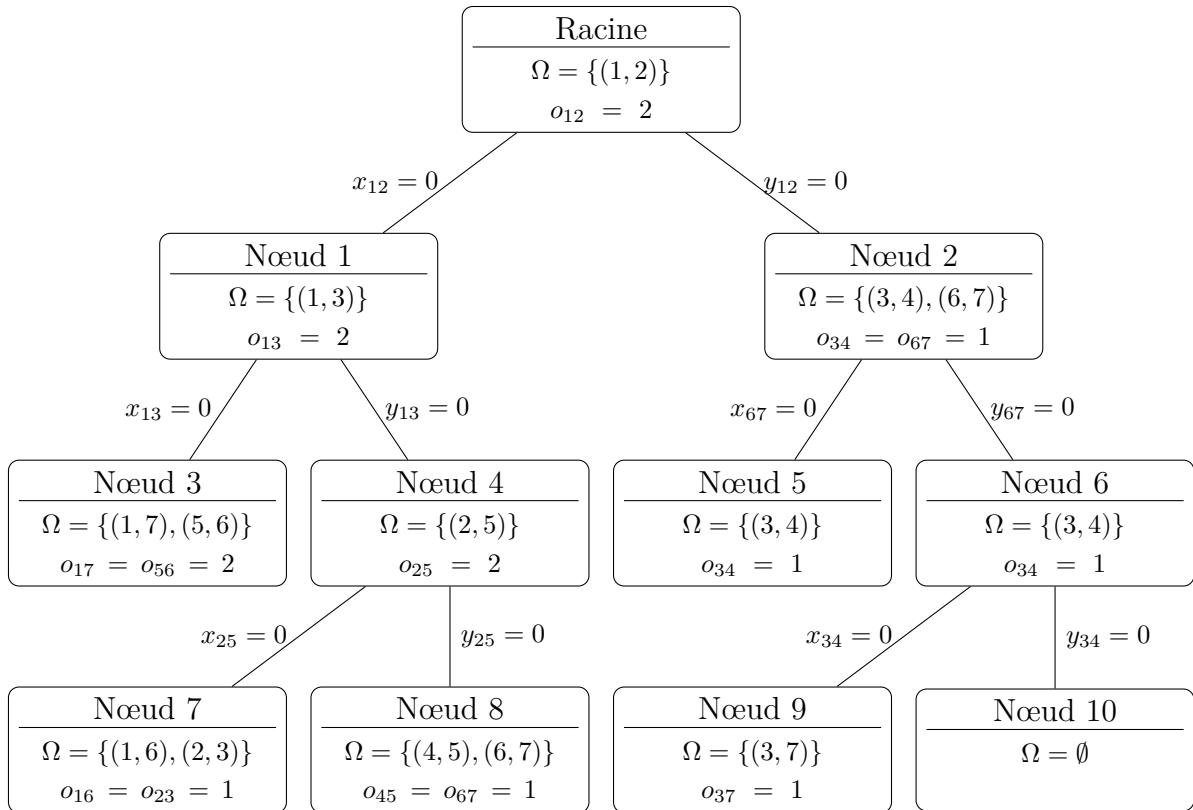 Racine
Ω = {(1, 2)}
o₁₂ = 2
x₁₂ = 0
y₁₂ = 0
Nœud 1
Ω = {(1, 3)}
o₁₃ = 2
Nœud 2
Ω = {(3, 4), (6, 7)}
o₃₄ = o₆₇ = 1
x₁₃ = 0
y₁₃ = 0
x₆₇ = 0
y₆₇ = 0
Nœud 3
Ω = {(1, 7), (5, 6)}
o₁₇ = o₅₆ = 2
Nœud 4
Ω = {(2, 5)}
o₂₅ = 2
Nœud 5
Ω = {(3, 4)}
o₃₄ = 1
Nœud 6
Ω = {(3, 4)}
o₃₄ = 1
x₂₅ = 0
y₂₅ = 0
x₃₄ = 0
y₃₄ = 0
Nœud 7
Ω = {(1, 6), (2, 3)}
o₁₆ = o₂₃ = 1
Nœud 8
Ω = {(4, 5), (6, 7)}
o₄₅ = o₆₇ = 1
Nœud 9
Ω = {(3, 7)}
o₃₇ = 1
Nœud 10
Ω = ∅